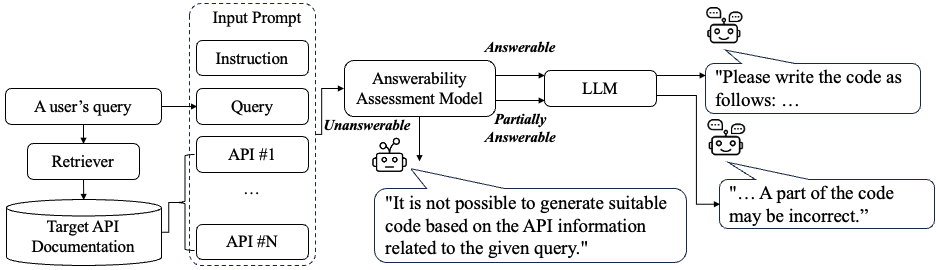 A user's query
Retriever
Target API
Documentation
Input Prompt
Instruction
Query
API #1
...
API #N
Answerability
Assessment Model
Answerable
Partially
Answerable
Unanswerable
LLM
"Please write the code as
follows: …
"… A part of the code
may be incorrect.”
"It is not possible to generate suitable
code based on the API information
related to the given query."